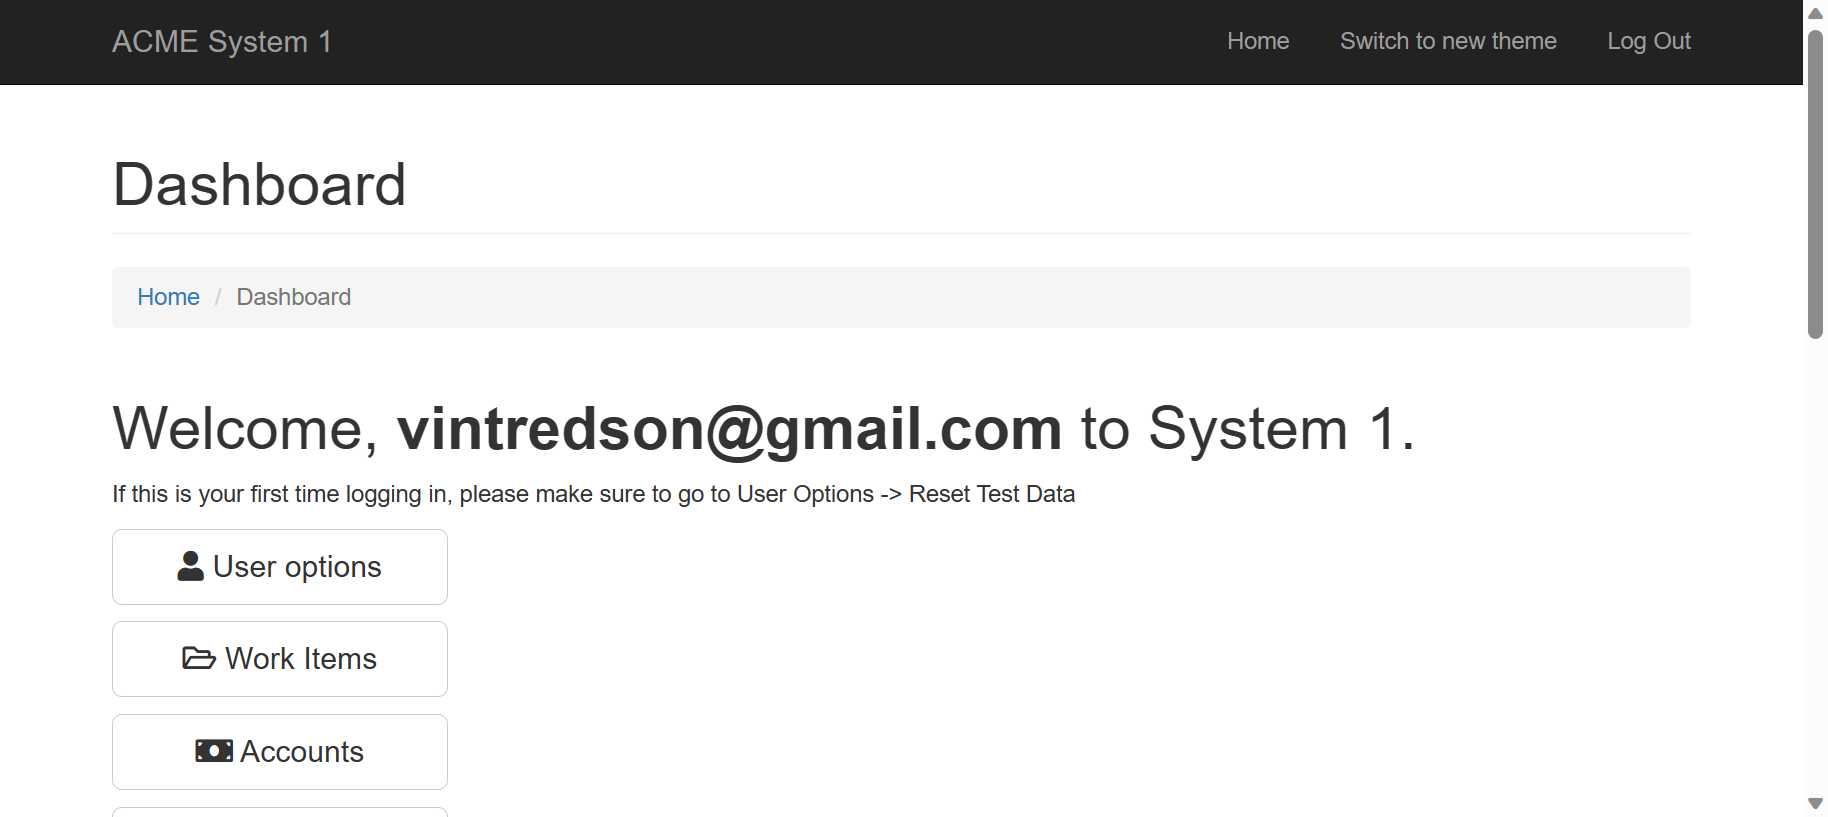 ACME System 1
Home Switch to new theme Log Out
Dashboard
Home / Dashboard
Welcome, vintredson@gmail.com to System 1.
If this is your first time logging in, please make sure to go to User Options -> Reset Test Data
User options
Work Items
Accounts